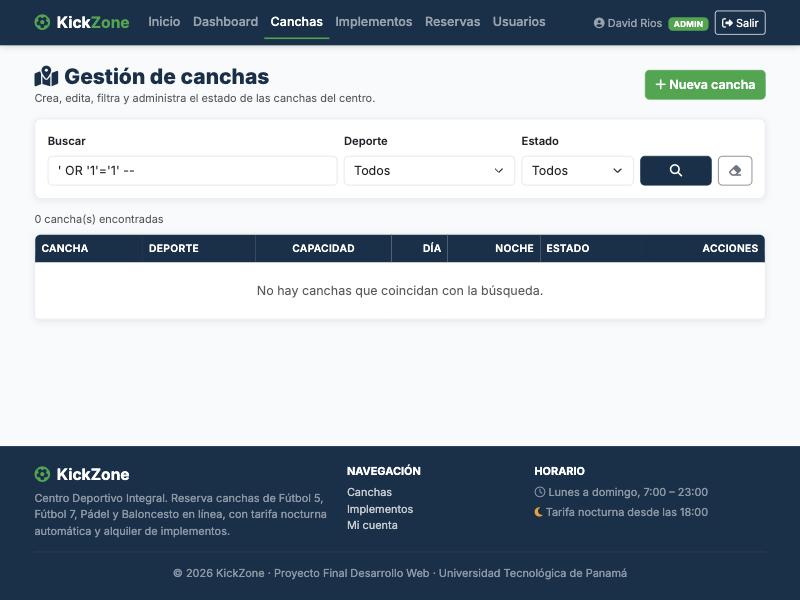 KickZone Inicio Dashboard Canchas Implementos Reservas Usuarios David Rios ADMIN Salir
Gestión de canchas
Crea, edita, filtra y administra el estado de las canchas del centro.
+ Nueva cancha
Buscar Deporte Estado
' OR '1'='1' -- Todos Todos
0 cancha(s) encontradas
CANCHA DEPORTE CAPACIDAD DÍA NOCHE ESTADO ACCIONES
No hay canchas que coincidan con la búsqueda.
KickZone
Centro Deportivo Integral. Reserva canchas de Fútbol 5,
Fútbol 7, Pádel y Baloncesto en línea, con tarifa nocturna
automática y alquiler de implementos.
NAVEGACIÓN
Canchas
Implementos
Mi cuenta
HORARIO
Lunes a domingo, 7:00 – 23:00
Tarifa nocturna desde las 18:00
© 2026 KickZone · Proyecto Final Desarrollo Web · Universidad Tecnológica de Panamá